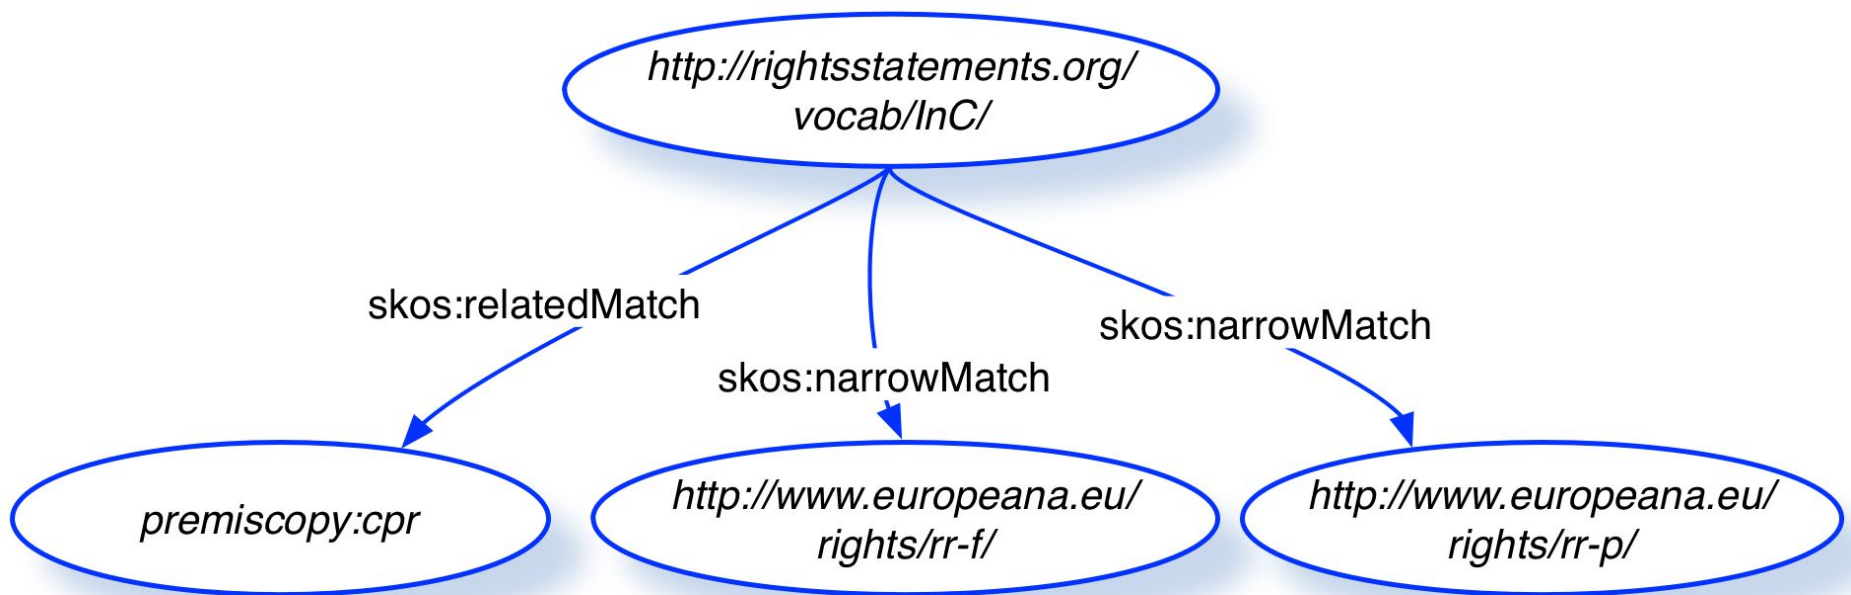 http://rightsstatements.org/
vocab/InC/
skos:relatedMatch
skos:narrowMatch
skos:narrowMatch
premiscopy:cpr
http://www.europeana.eu/
rights/rr-f/
http://www.europeana.eu/
rights/rr-p/